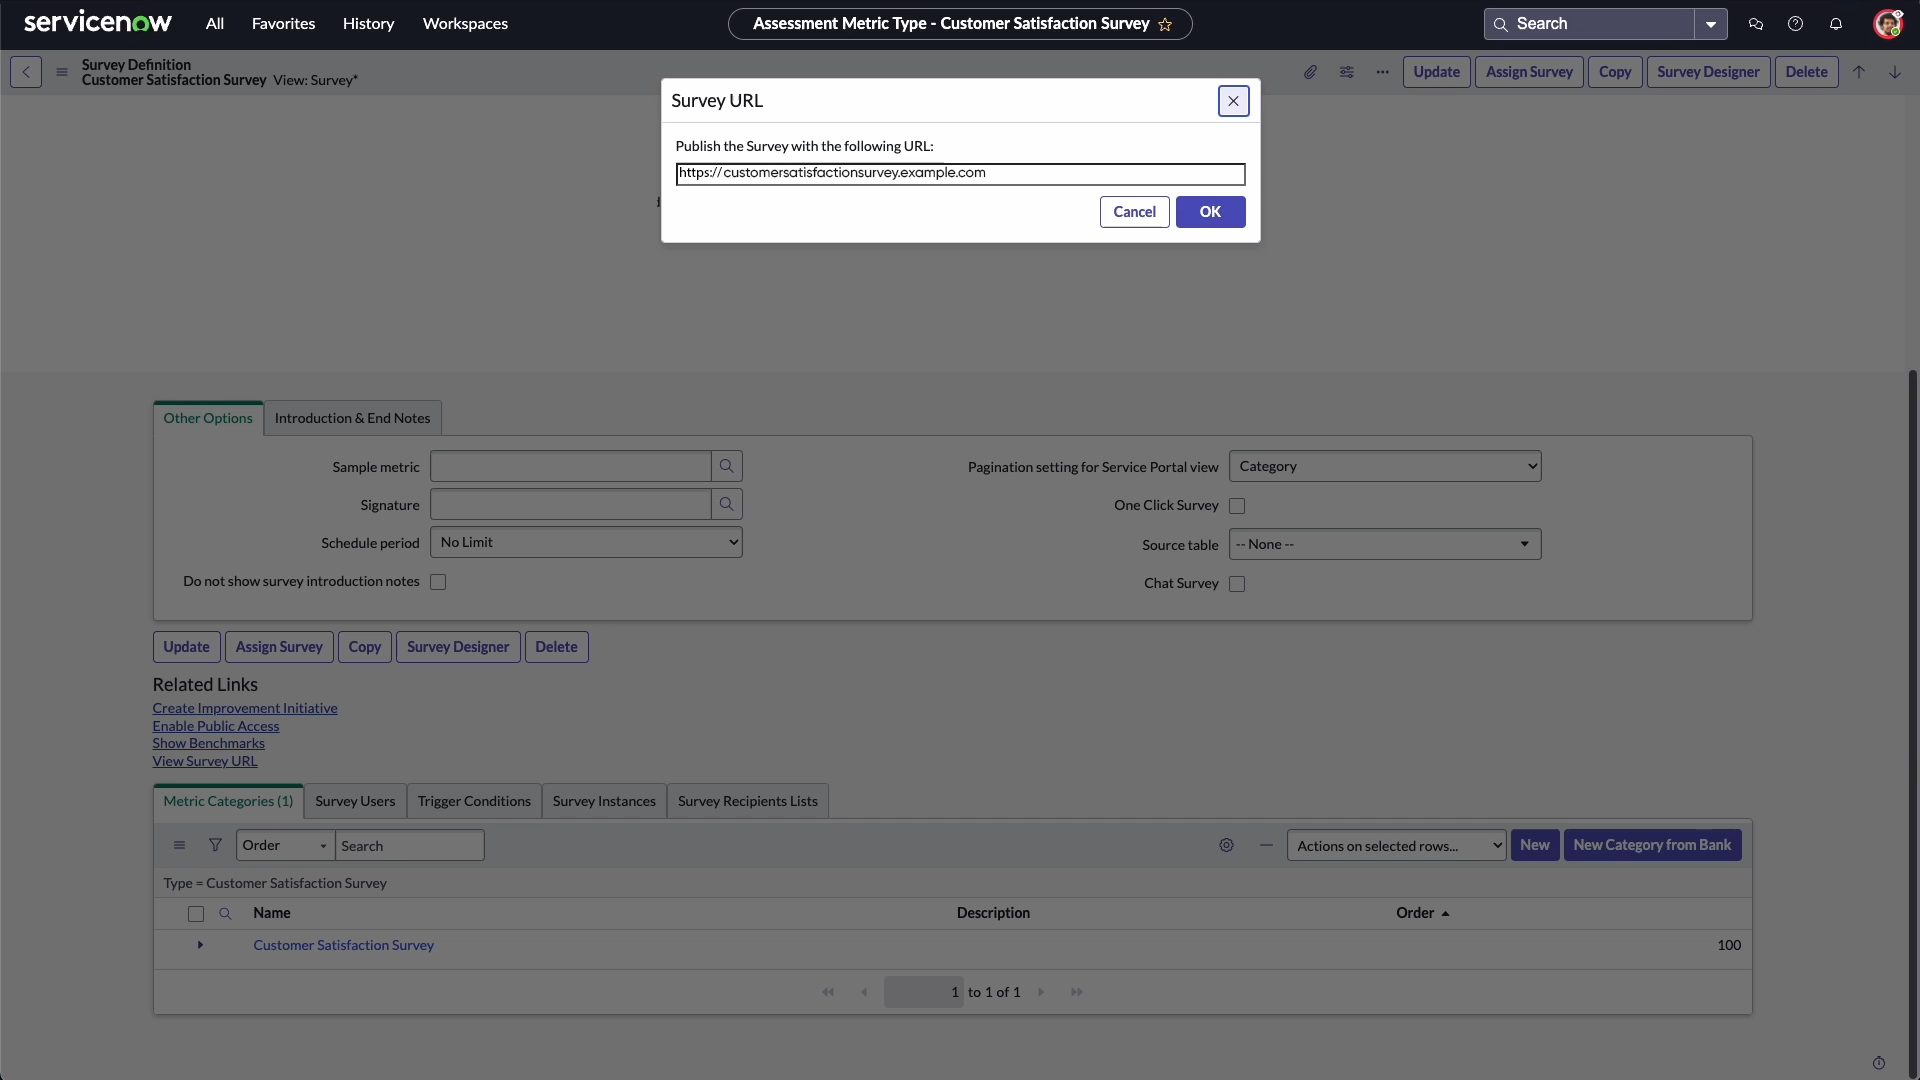 servicenow All Favorites History Workspaces Assessment Metric Type - Customer Satisfaction Survey Search
Survey Definition
Customer Satisfaction Survey View: Survey*
Update Assign Survey Copy Survey Designer Delete
Survey URL
Publish the Survey with the following URL:
https://customersatisfactionsurvey.example.com
Cancel OK
Other Options Introduction & End Notes
Sample metric
Pagination setting for Service Portal view Category
Signature
One Click Survey
Schedule period No Limit
Source table -- None --
Do not show survey introduction notes
Chat Survey
Update Assign Survey Copy Survey Designer Delete
Related Links
Create Improvement Initiative
Enable Public Access
Show Benchmarks
View Survey URL
Metric Categories (1) Survey Users Trigger Conditions Survey Instances Survey Recipients Lists
Order Search Actions on selected rows... New New Category from Bank
Type = Customer Satisfaction Survey
Name Description Order
Customer Satisfaction Survey 100
1 to 1 of 1